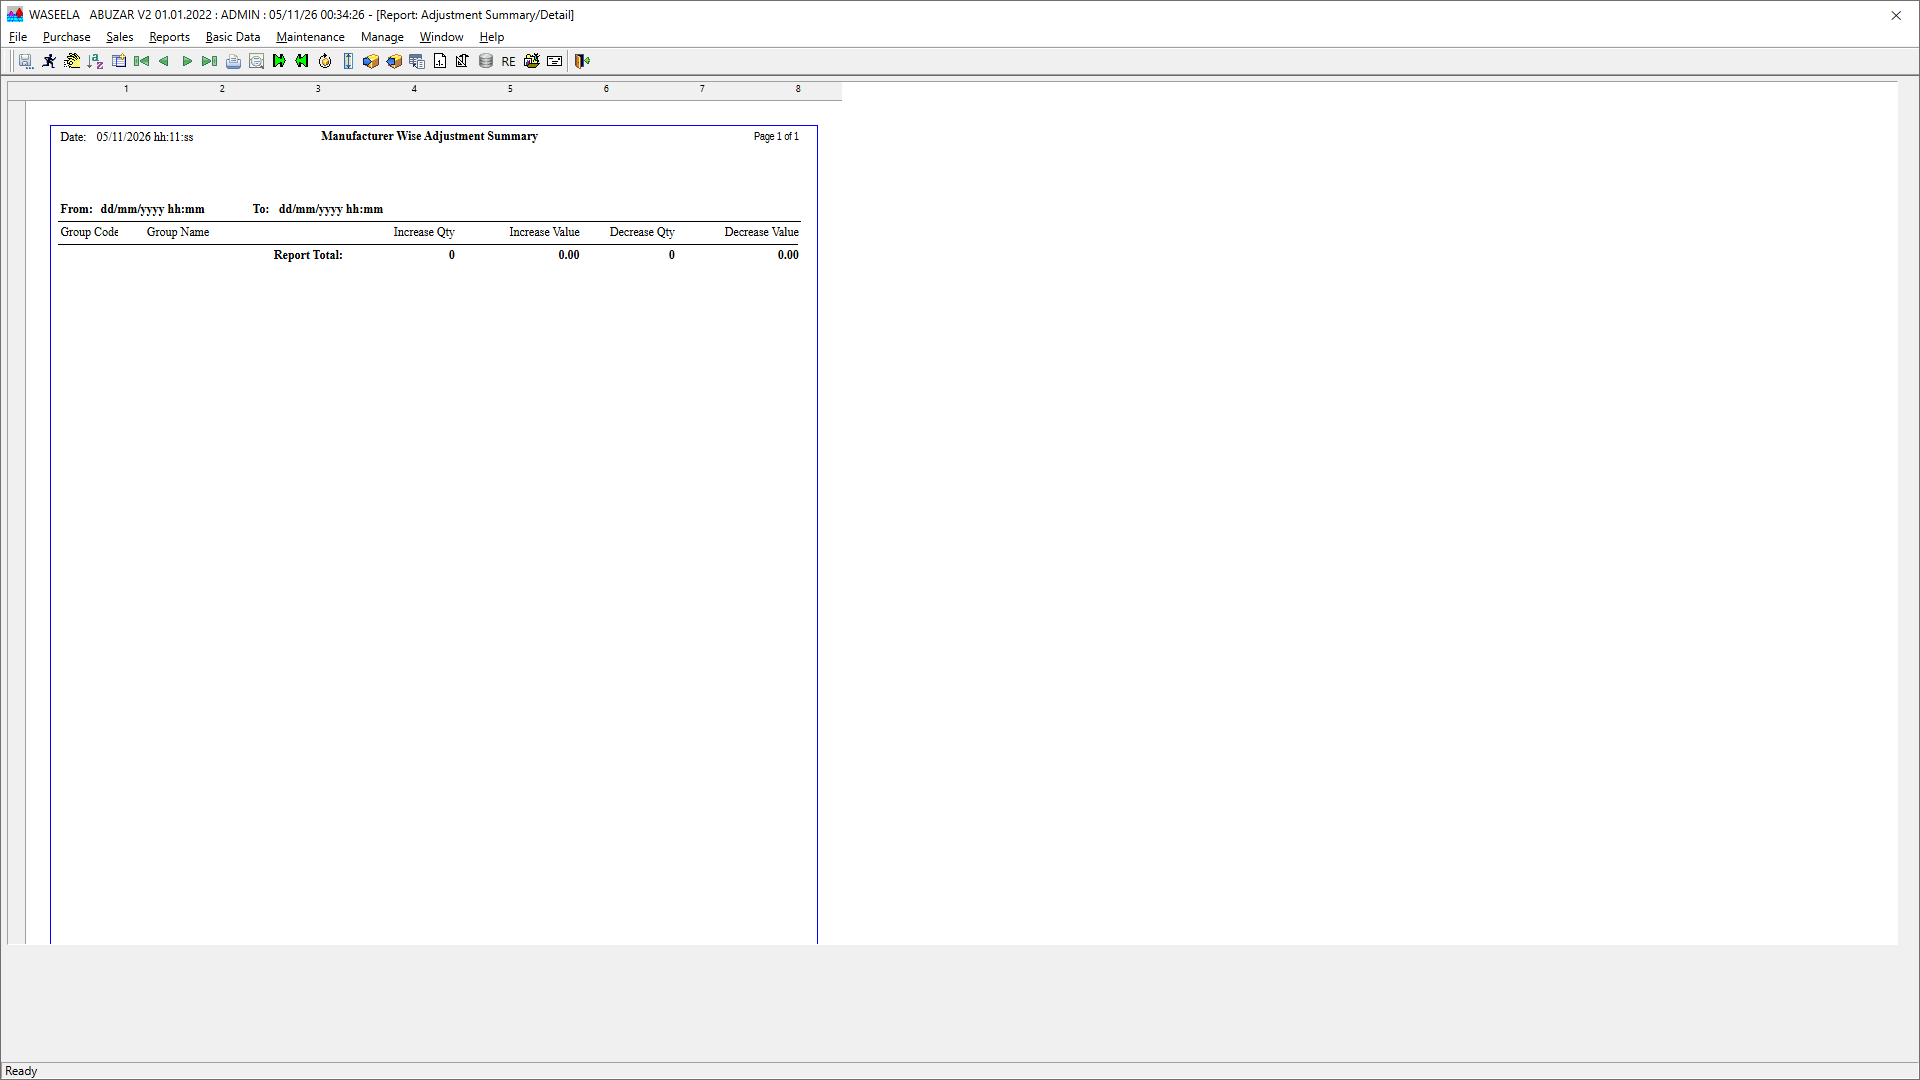 WASEELA ABUZAR V2 01.01.2022 : ADMIN : 05/11/26 00:34:26 - [Report: Adjustment Summary/Detail]
File Purchase Sales Reports Basic Data Maintenance Manage Window Help
RE
1 2 3 4 5 6 7 8
Date: 05/11/2026 hh:11:ss Manufacturer Wise Adjustment Summary Page 1 of 1
From: dd/mm/yyyy hh:mm To: dd/mm/yyyy hh:mm
Group Code Group Name Increase Qty Increase Value Decrease Qty Decrease Value
Report Total: 0 0.00 0 0.00
Ready